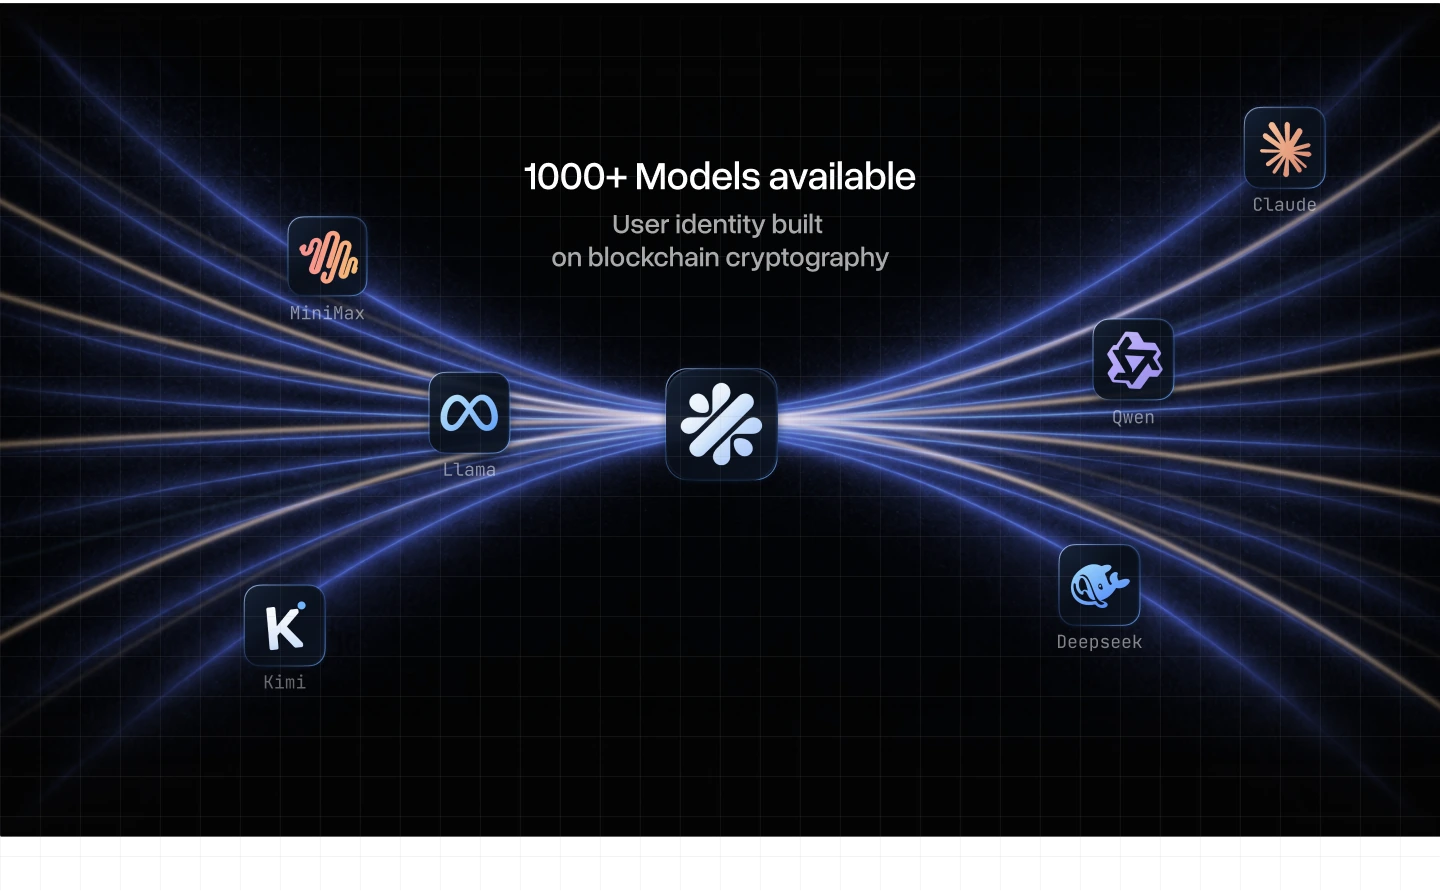 1000+ Models available
User identity built
on blockchain cryptography
Claude
MiniMax
Qwen
Llama
Deepseek
Kimi